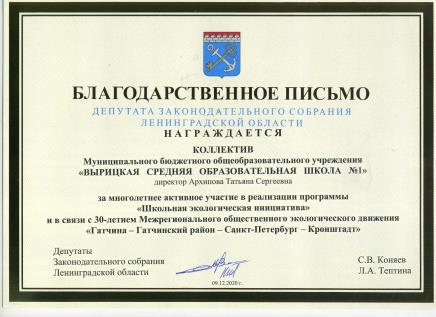 БЛАГОДАРСТВЕННОЕ ПИСЬМО
ДЕПУТАТА ЗАКОНОДАТЕЛЬНОГО СОБРАНИЯ
ЛЕНИНГРАДСКОЙ ОБЛАСТИ
НАГРАЖДАЕТСЯ
КОЛЛЕКТИВ
Муниципального бюджетного общеобразовательного учреждения
«ВЫРИЦКАЯ СРЕДНЯЯ ОБРАЗОВАТЕЛЬНАЯ ШКОЛА №1»
директор Архипова Татьяна Сергеевна
за многолетнее активное участие в реализации программы
«Школьная экологическая инициатива»
и в связи с 30-летием Межрегионального общественного экологического движения
«Гатчина – Гатчинский район – Санкт-Петербург – Кронштадт»
Депутаты
Законодательного собрания
Ленинградской области
С.В. Коняев
Л.А. Тептина
09.12.2020 г.